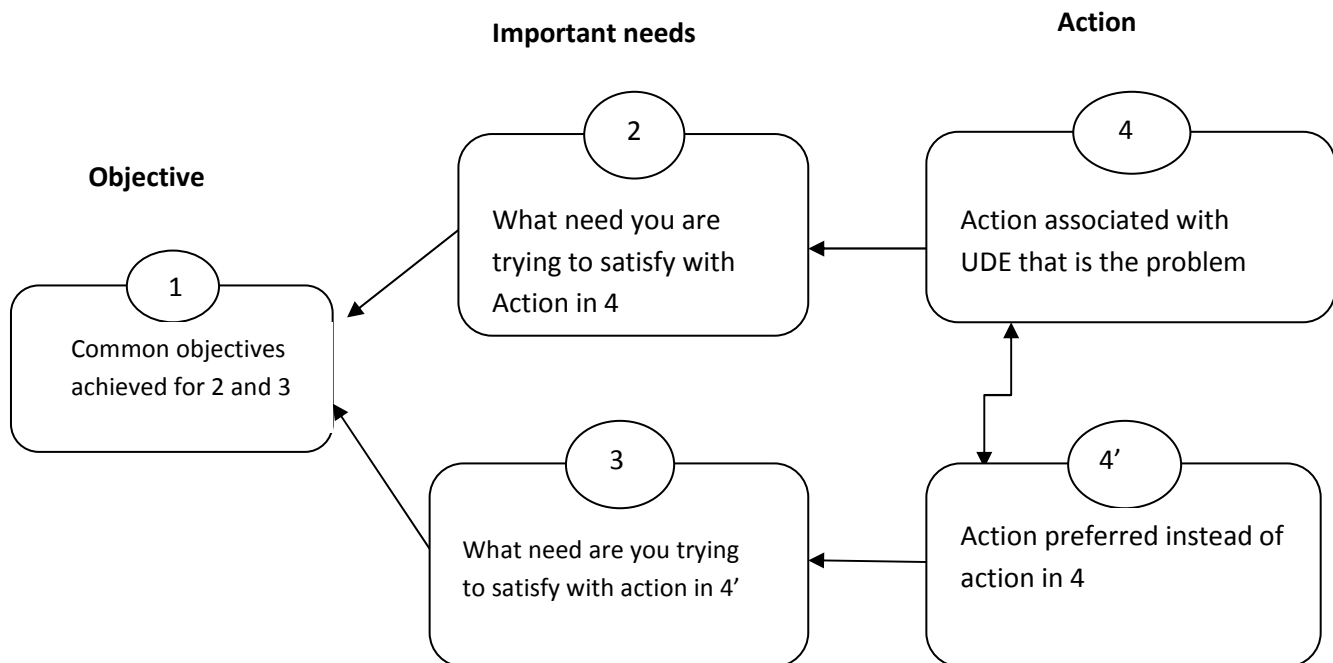 Important needs
Action
Objective
2
What need you are
trying to satisfy with
Action in 4
4
Action associated with
UDE that is the problem
1
Common objectives
achieved for 2 and 3
3
What need are you trying
to satisfy with action in 4’
4’
Action preferred instead of
action in 4